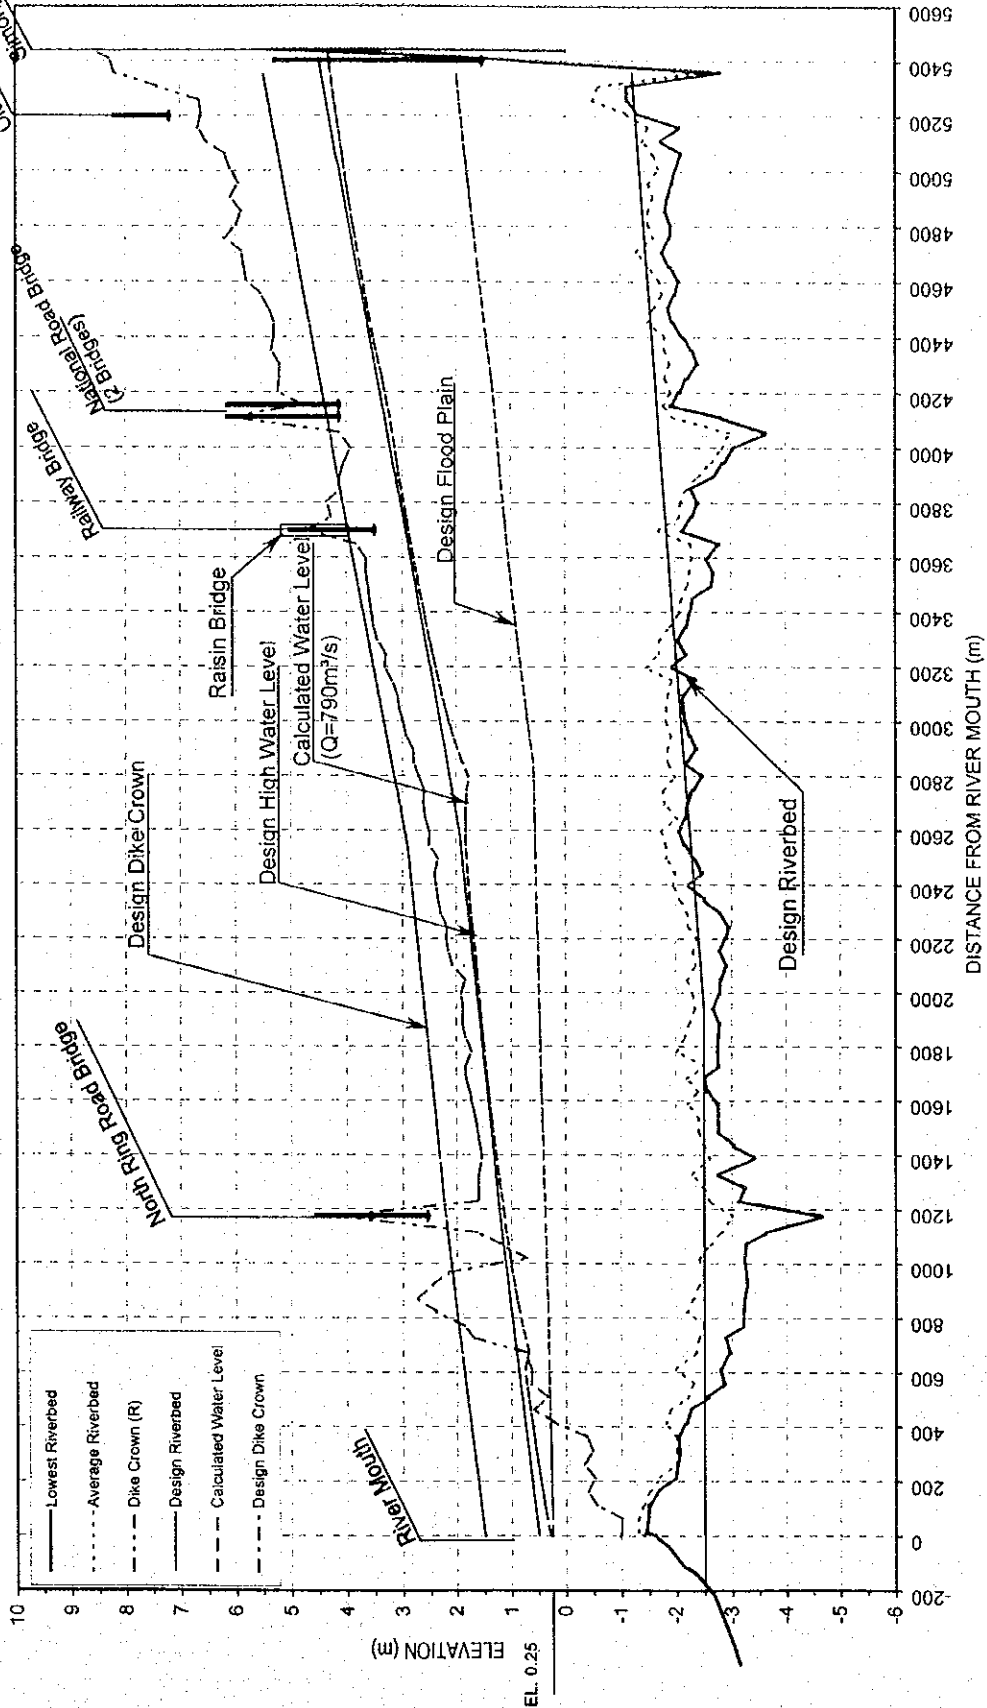 Lowest Riverbed
Average Riverbed
Dike Crown (R)
Design Riverbed
Calculated Water Level
Design Dike Crown
River Mouth
North Ring Road Bridge
Design Dike Crown
Design High Water Level
Calculated Water Level
(Q=790m³/s)
Raisin Bridge
Railway Bridge
National Road Bridge
(2 Bridges)
Design Flood Plain
Design Riverbed
ELEVATION (m)
EL. 0.25
10
9
8
7
6
5
4
3
2
1
0
-1
-2
-3
-4
-5
-6
-200
0
200
400
600
800
1000
1200
1400
1600
1800
2000
2200
2400
2600
2800
3000
3200
3400
3600
3800
4000
4200
4400
4600
4800
5000
5200
5400
5600
DISTANCE FROM RIVER MOUTH (m)